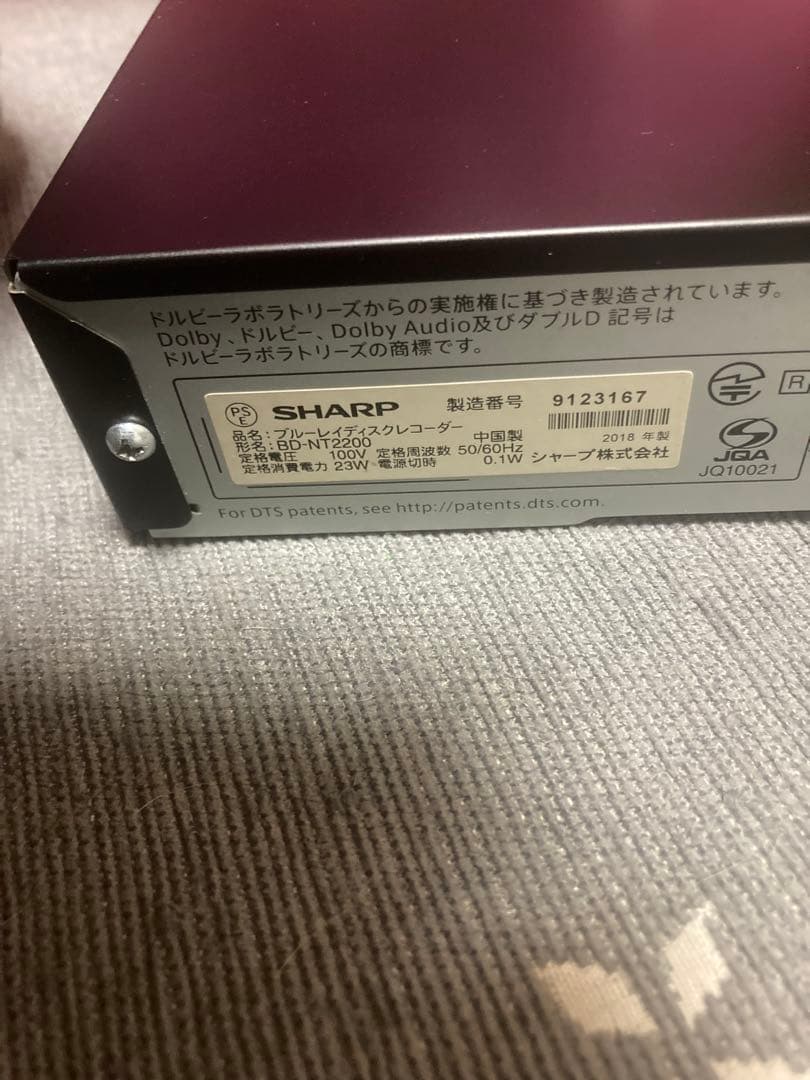 ドルビーラボラトリーズからの実施権に基づき製造されています。
Dolby、ドルビー、Dolby Audio及びダブルD 記号は
ドルビーラボラトリーズの商標です。
PSE SHARP 製造番号 9123167
品名：ブルーレイディスクレコーダー
形名：BD-NT2200 中国製 2018 年製
定格電圧 100V 定格周波数 50/60Hz
定格消費電力 23W 電源切時 0.1W シャープ株式会社
R
JQA
JQ10021
For DTS patents, see http://patents.dts.com.